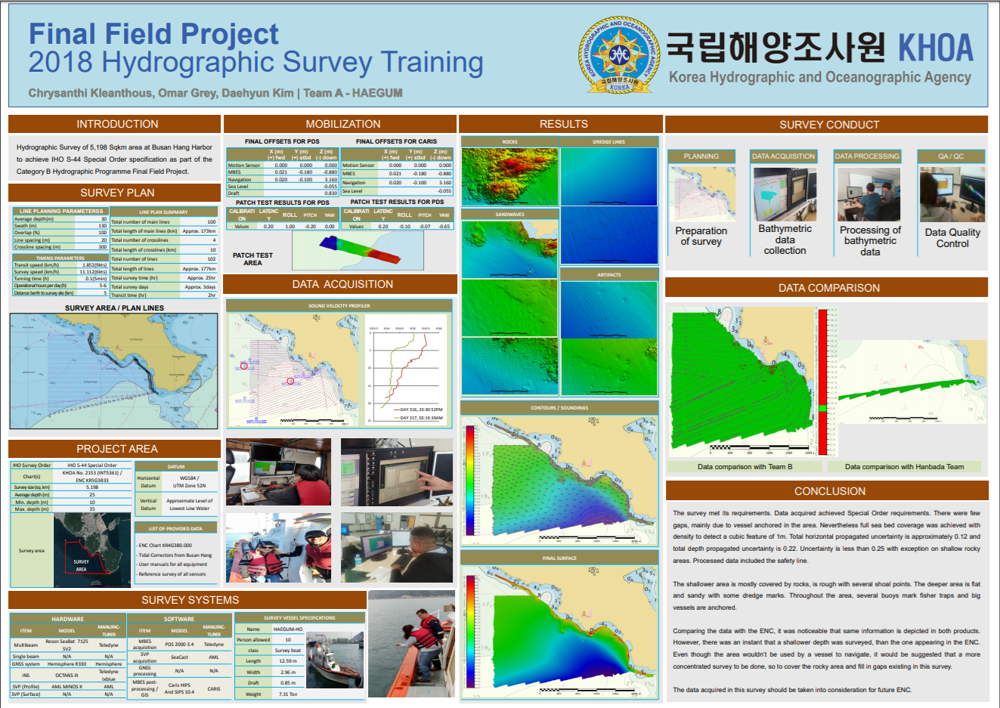 Final Field Project
2018 Hydrographic Survey Training
Chrysanthi Kleanthous, Omar Grey, Daehyun Kim | Team A - HAEGUM
KOREA HYDROGRAPHIC AND OCEANOGRAPHIC AGENCY
국립해양조사원
KOREA
국립해양조사원 KHOA
Korea Hydrographic and Oceanographic Agency
INTRODUCTION
Hydrographic Survey of 5,198 Sqkm area at Busan Hang Harbor
to achieve IHO S-44 Special Order specification as part of the
Category B Hydrographic Programme Final Field Project.
SURVEY PLAN
LINE PLANNING PARAMETERSS
Average depth(m) 30
Swath (m) 130
Overlap (%) 100
Line spacing (m) 20
Crossline spacing (m) 300
TIMING PARAMETERS
Transit speed (km/h) 1.852(9kts)
Survey speed (km/h) 11.112(6kts)
Turning time (h) 0.1(5min)
Operational hours per day (h) 5-6
Distance berth to survey site (km) 5
LINE PLAN SUMMARY
Total number of main lines 100
Total length of main lines (km) Approx. 173km
Total number of crosslines 4
Total length of crosslines (km) 10
Total number of lines 102
Total length of lines Approx. 177km
Total survey time (hr) Approx. 25hr
Total survey days Approx. 3days
Transit time (hr) 2hr
SURVEY AREA / PLAN LINES
PROJECT AREA
IHO Survey Order IHO S-44 Special Order
Chart(s) KHOA No. 2153 (INT5361) /
ENC KR5G3B33
Survey size (sq. km) 5.198
Average depth (m) 25
Min. depth (m) 10
Max. depth (m) 35
Survey area
SURVEY
AREA
DATUM
Horizontal
Datum
WGS84 /
UTM Zone 52N
Vertical
Datum
Approximate Level of
Lowest Low Water
LIST OF PROVIDED DATA
- ENC Chart KR4G3B0.000
- Tidal Correctors from Busan Hang
- User manuals for all equipment
- Reference survey of all sensors
SURVEY SYSTEMS
HARDWARE
ITEM MODEL MANUFAC-
TURER
Multibeam Reson SeaBat 7125
SV2 Teledyne
Single beam N/A N/A
GNSS system Hemisphere R330 Hemisphere
INS OCTANS III Teledyne
Ixblue
SVP (Profile) AML MINOS X AML
SVP (Surface) N/A N/A
SOFTWARE
ITEM MODEL MANUFAC-
TURER
MBES
acquisition PDS 2000 3.4 Teledyne
SVP
acquisition SeaCast AML
GNSS
processing N/A N/A
MBES post-
processing /
GIS
Caris HIPS
And SIPS 10.4 CARIS
SURVEY VESSEL SPECIFICATIONS
Name HAEGUM-HO
Person allowed 10
class Survey boat
Length 12.59 m
Width 2.96 m
Draft 0.85 m
Weight 7.31 Ton
MOBILIZATION
FINAL OFFSETS FOR PDS
X (m) Y (m) Z (m)
(+) fwd (+) stbd (-) down
Motion Sensor 0.000 0.000 0.000
MBES 0.021 -0.180 -0.880
Navigation 0.020 -0.100 3.160
Sea Level -0.055
Draft 0.830
FINAL OFFSETS FOR CARIS
X (m) Y (m) Z (m)
(+) fwd (+) stbd (-) down
Motion Sensor 0.000 0.000 0.000
MBES 0.021 -0.180 -0.880
Navigation 0.020 -0.100 3.160
Sea Level -0.055
PATCH TEST RESULTS FOR PDS
CALIBRATI
ON LATENC
Y ROLL PITCH YAW
Values 0.20 1.00 -0.20 0.00
PATCH TEST RESULTS FOR PDS
CALIBRATI
ON LATENC
Y ROLL PITCH YAW
Values 0.20 -0.10 -0.07 -0.65
PATCH TEST
AREA
DATA ACQUISITION
SOUND VELOCITY PROFILER
DAY 316, 23:30:52PM
DAY 317, 02:19:39AM
RESULTS
ROCKS
DREDGE LINES
SANDWAVES
ARTIFACTS
CONTOURS / SOUNDINGS
FINAL SURFACE
SURVEY CONDUCT
PLANNING
Preparation
of survey
DATA ACQUISITION
Bathymetric
data
collection
DATA PROCESSING
Processing of
bathymetric
data
QA / QC
Data Quality
Control
DATA COMPARISON
Data comparison with Team B
Data comparison with Hanbada Team
CONCLUSION
The survey met its requirements. Data acquired achieved Special Order requirements. There were few
gaps, mainly due to vessel anchored in the area. Nevertheless full sea bed coverage was achieved with
density to detect a cubic feature of 1m. Total horizontal propagated uncertainty is approximately 0.12 and
total depth propagated uncertainty is 0.22. Uncertainty is less than 0.25 with exception on shallow rocky
areas. Processed data included the safety line.
The shallower area is mostly covered by rocks, is rough with several shoal points. The deeper area is flat
and sandy with some dredge marks. Throughout the area, several buoys mark fisher traps and big
vessels are anchored.
Comparing the data with the ENC, it was noticeable that same information is depicted in both products.
However, there was an instant that a shallower depth was surveyed, than the one appearing in the ENC.
Even though the area wouldn't be used by a vessel to navigate, it would be suggested that a more
concentrated survey to be done, so to cover the rocky area and fill in gaps existing in this survey.
The data acquired in this survey should be taken into consideration for future ENC.